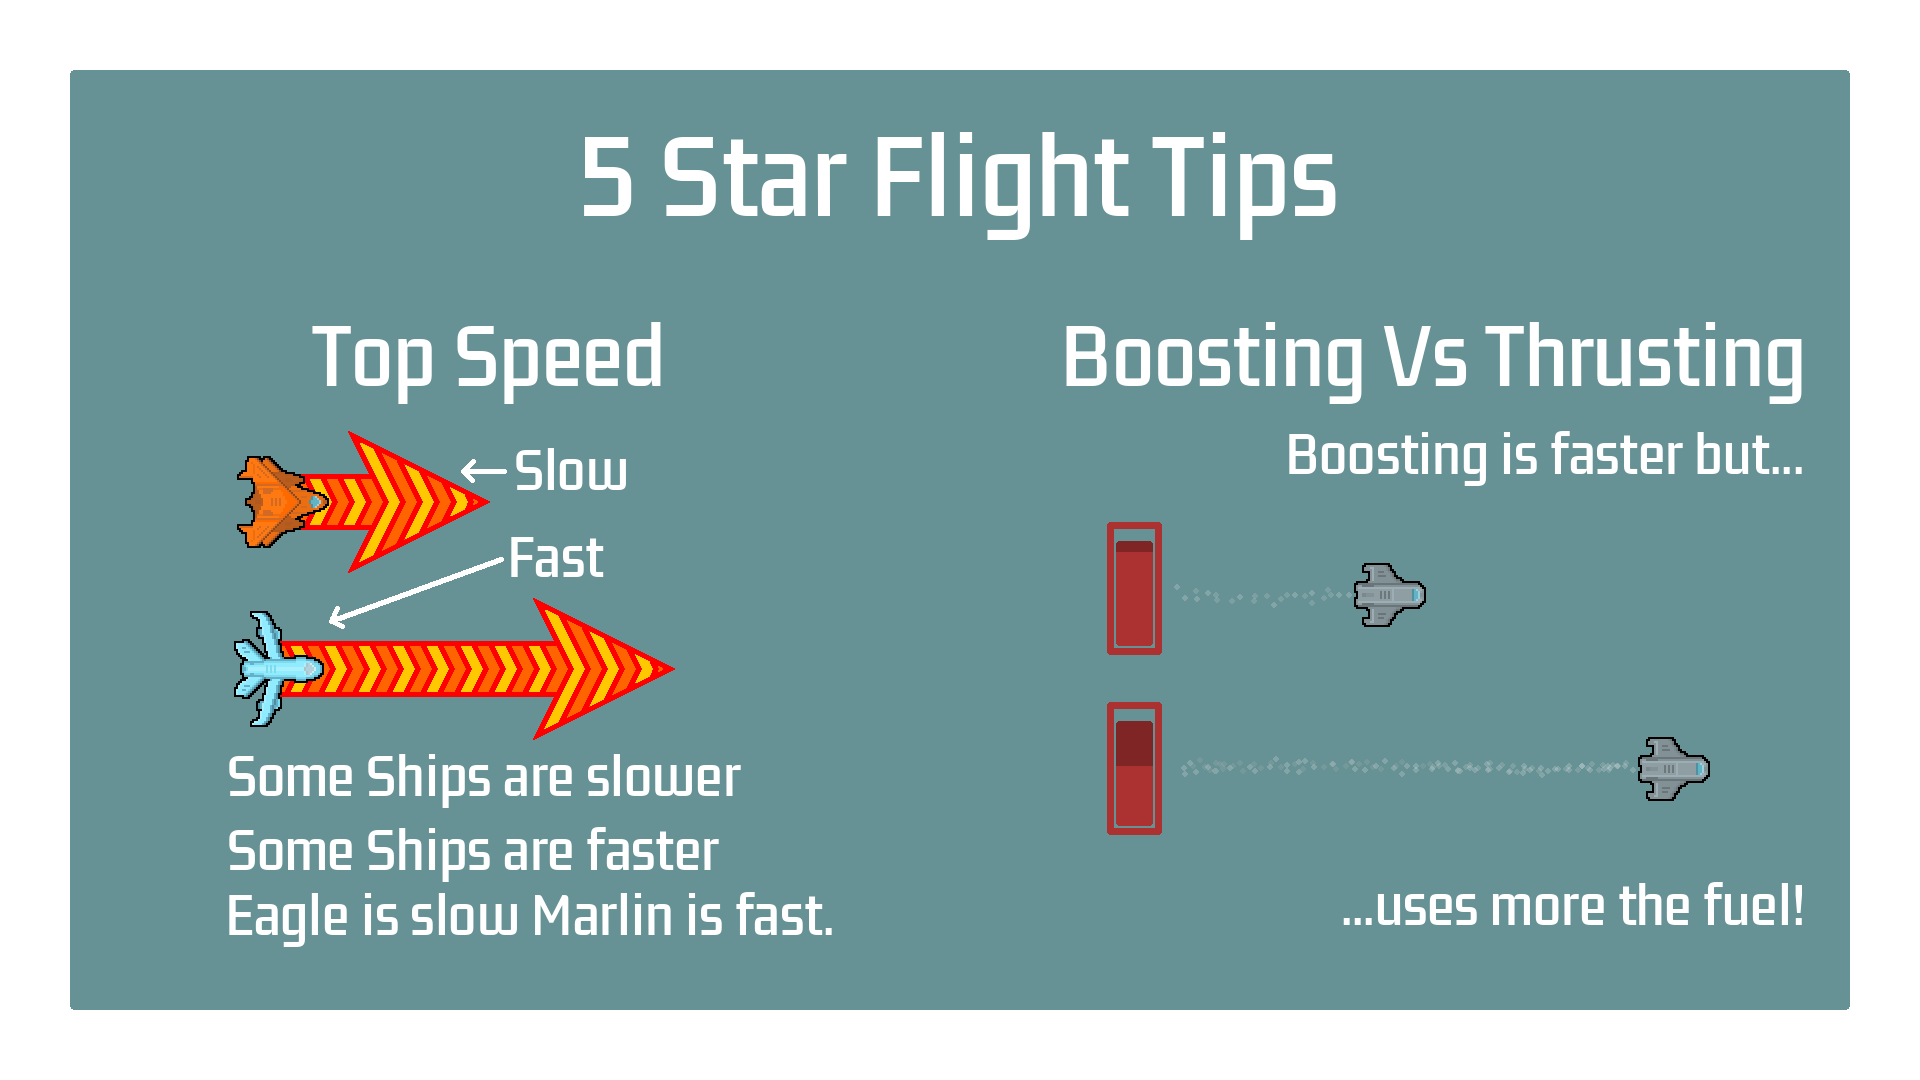 5 Star Flight Tips
Top Speed
Slow
Fast
Some Ships are slower
Some Ships are faster
Eagle is slow Marlin is fast.
Boosting Vs Thrusting
Boosting is faster but...
...uses more the fuel!